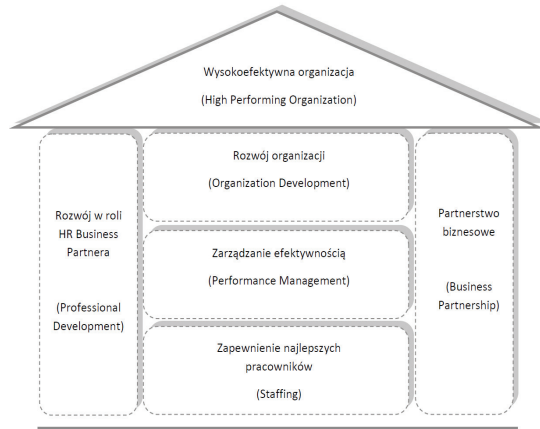 Wysokoefektywna organizacja
(High Performing Organization)
Rozwój w roli
HR Business
Partnera
(Professional
Development)
Rozwój organizacji
(Organization Development)
Zarządzanie efektywnością
(Performance Management)
Zapewnienie najlepszych
pracowników
(Staffing)
Partnerstwo
biznesowe
(Business
Partnership)